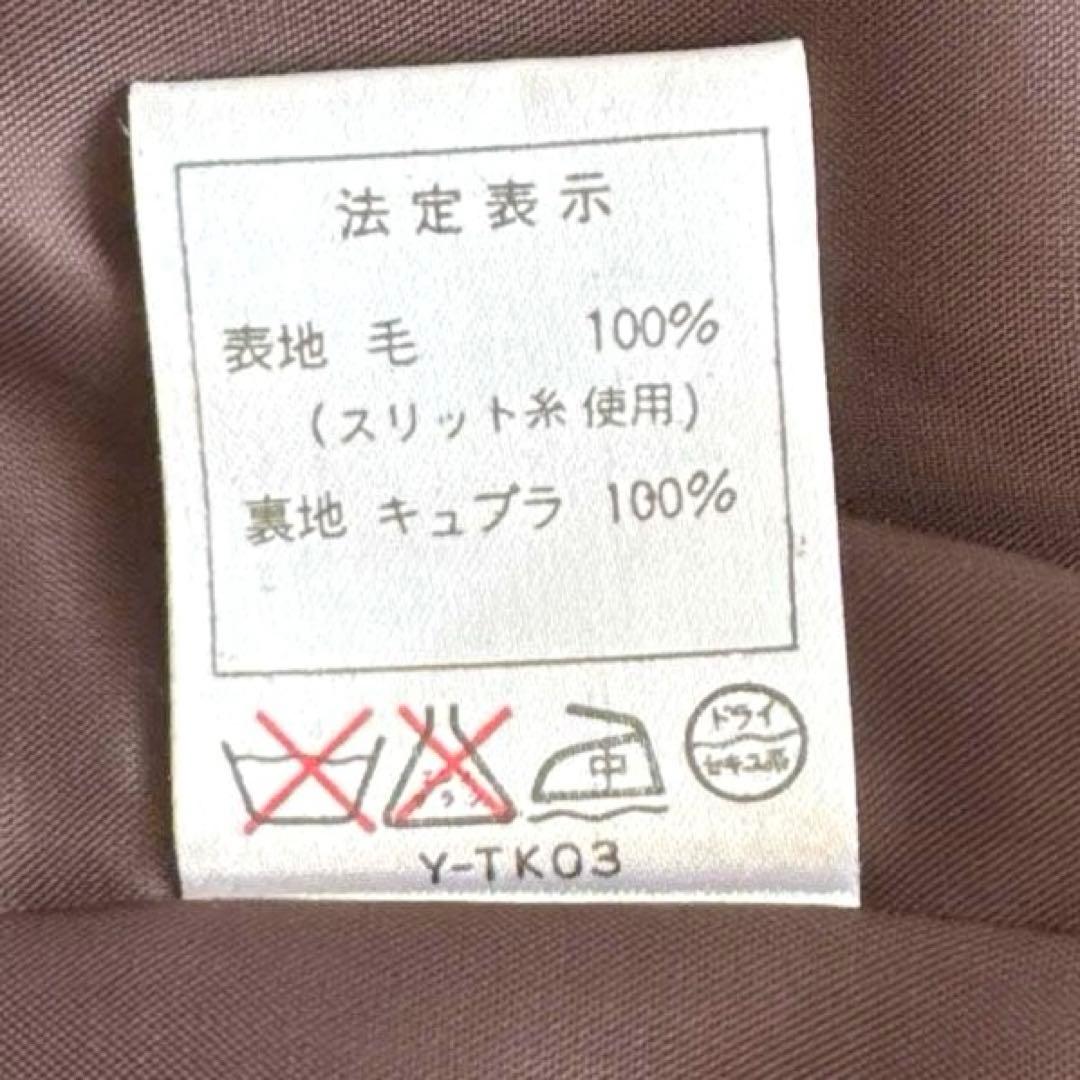 法定表示
表地 毛 100%
(スリット糸使用)
裏地 キュプラ 100%
中
ドライ
セキユ系
Y-TK03